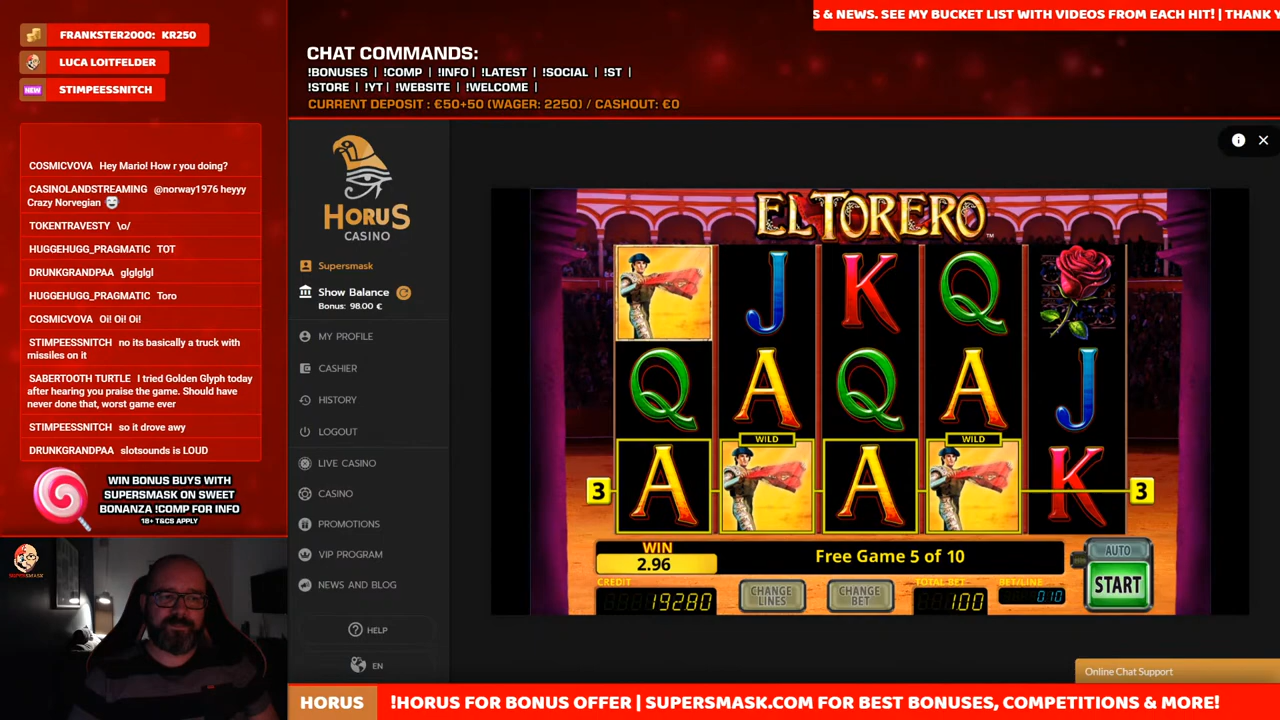 FRANKSTER2000: KR250
LUCA LOITFELDER
NEW STIMPEESSNITCH
COSMICVOVA Hey Mario! How r you doing?
CASINOLANDSTREAMING @norway1976 heyyy
Crazy Norvegian
TOKENTRAVESTY \o/
HUGGEHUGG_PRAGMATIC TOT
DRUNKGRANDPAA glglglgl
HUGGEHUGG_PRAGMATIC Toro
COSMICVOVA Oi! Oi! Oi!
STIMPEESSNITCH no its basically a truck with
missiles on it
SABERTOOTH TURTLE I tried Golden Glyph today
after hearing you praise the game. Should have
never done that, worst game ever
STIMPEESSNITCH so it drove awy
DRUNKGRANDPAA slotsounds is LOUD
WIN BONUS BUYS WITH
SUPERSMASK ON SWEET
BONANZA !COMP FOR INFO
18+ T&CS APPLY
SUPERSMASK
S & NEWS. SEE MY BUCKET LIST WITH VIDEOS FROM EACH HIT! | THANK Y
CHAT COMMANDS:
!BONUSES | !COMP | !INFO | !LATEST | !SOCIAL | !ST |
!STORE | !YT | !WEBSITE | !WELCOME |
CURRENT DEPOSIT : €50+50 (WAGER: 2250) / CASHOUT: €0
HORUS
CASINO
Supersmask
Show Balance
Bonus: 98.00 €
MY PROFILE
CASHIER
HISTORY
LOGOUT
LIVE CASINO
CASINO
PROMOTIONS
VIP PROGRAM
NEWS AND BLOG
HELP
EN
EL TORERO™
J K Q
Q A Q A J
WILD WILD
3 A A K 3
WIN
2.96
Free Game 5 of 10
AUTO
START
CREDIT
19280
CHANGE
LINES
CHANGE
BET
TOTAL BET
100
BET/LINE
0.10
Online Chat Support
HORUS !HORUS FOR BONUS OFFER | SUPERSMASK.COM FOR BEST BONUSES, COMPETITIONS & MORE!